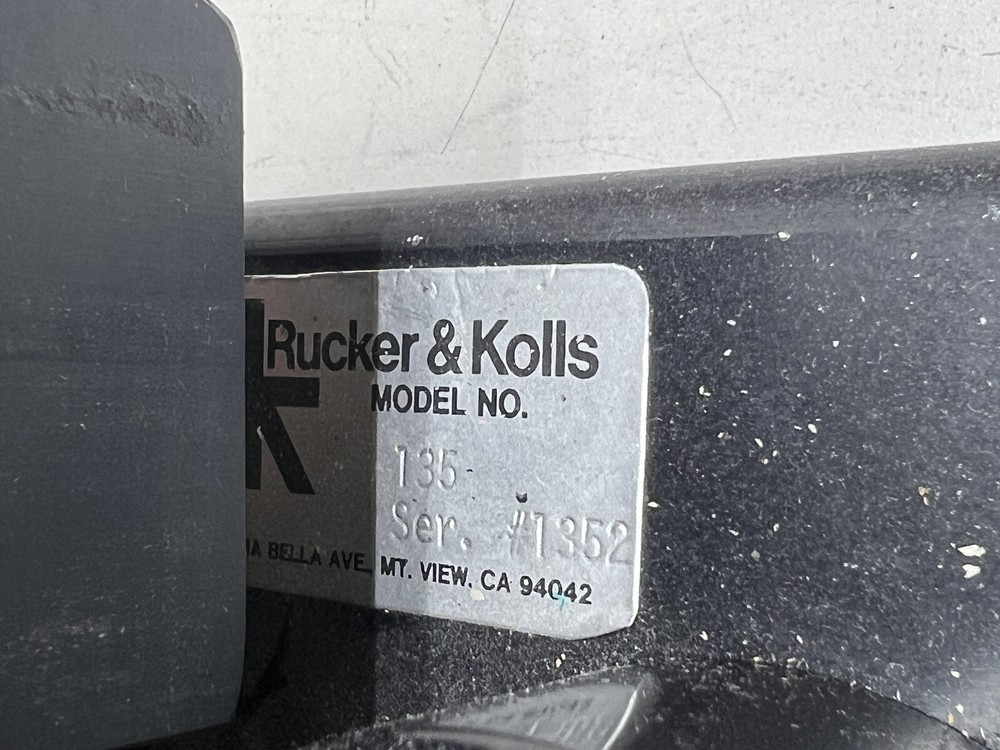 Rucker & Kolls
MODEL NO.
135
Ser. #1352
BELLA AVE. MT. VIEW, CA 94042